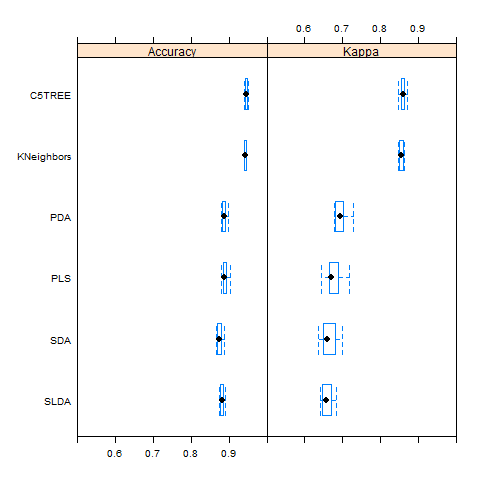 0.6 0.7 0.8 0.9
Accuracy Kappa
C5TREE
KNeighbors
PDA
PLS
SDA
SLDA
0.6 0.7 0.8 0.9